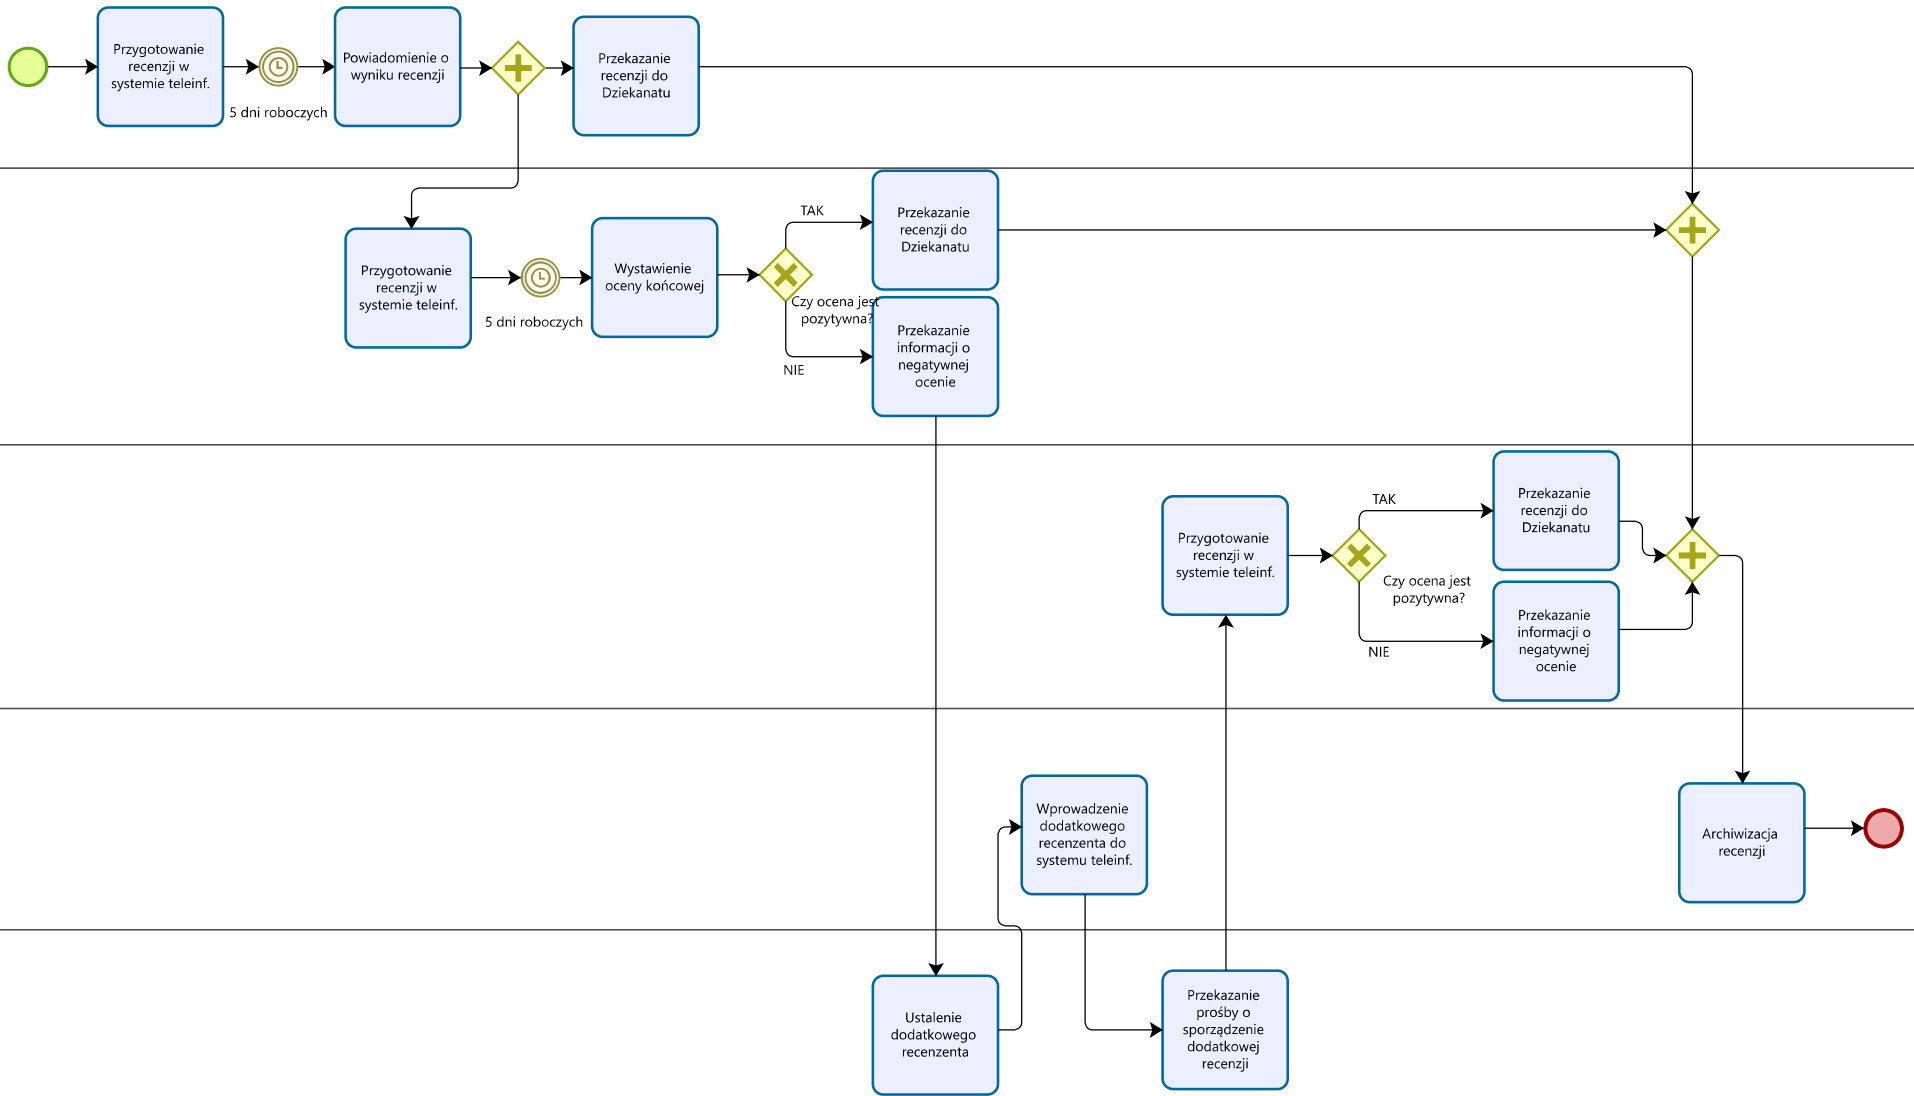 Przygotowanie
recenzji w
systemie teleinf.
5 dni roboczych
Powiadomienie o
wyniku recenzji
Przekazanie
recenzji do
Dziekanatu
Przygotowanie
recenzji w
systemie teleinf.
5 dni roboczych
Wystawienie
oceny końcowej
Czy ocena jest
pozytywna?
TAK
NIE
Przekazanie
recenzji do
Dziekanatu
Przekazanie
informacji o
negatywnej
ocenie
Przygotowanie
recenzji w
systemie teleinf.
Czy ocena jest
pozytywna?
TAK
NIE
Przekazanie
recenzji do
Dziekanatu
Przekazanie
informacji o
negatywnej
ocenie
Wprowadzenie
dodatkowego
recenzenta do
systemu teleinf.
Archiwizacja
recenzji
Ustalenie
dodatkowego
recenzenta
Przekazanie
prośby o
sporządzenie
dodatkowej
recenzji